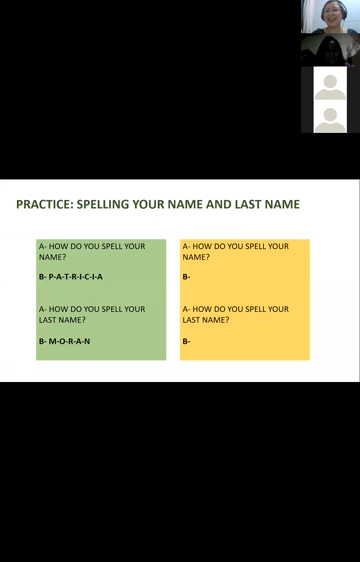 PRACTICE: SPELLING YOUR NAME AND LAST NAME
A- HOW DO YOU SPELL YOUR
NAME?
B- P-A-T-R-I-C-I-A
A- HOW DO YOU SPELL YOUR
LAST NAME?
B- M-O-R-A-N
A- HOW DO YOU SPELL YOUR
NAME?
B-
A- HOW DO YOU SPELL YOUR
LAST NAME?
B-